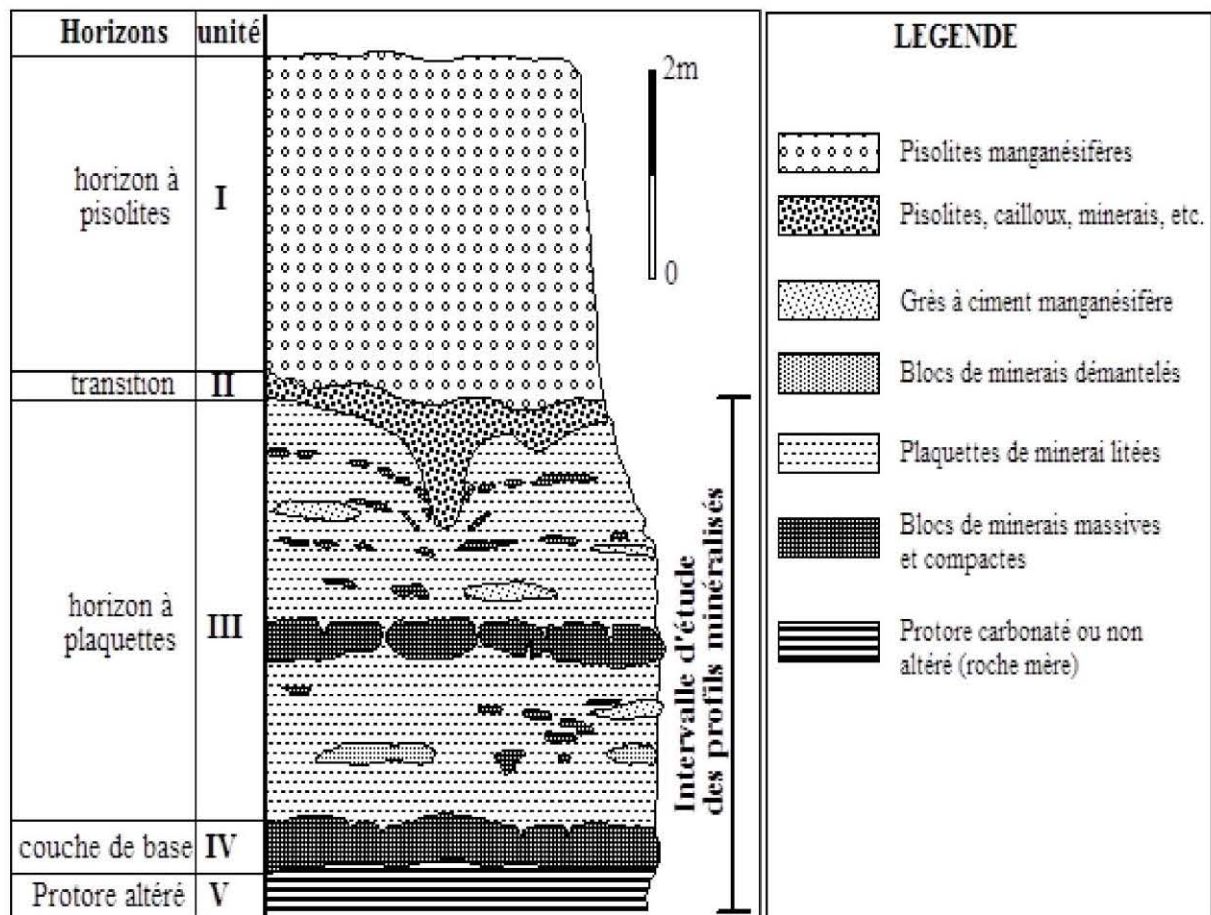 Horizons unité
horizon à
pisolites
I
transition II
horizon à
plaquettes
III
couche de base IV
Protore altéré V
2m
0
Intervalle d'étude
des profils minéralisés
LEGENDE
Pisolites manganésifères
Pisolites, cailloux, minerais, etc.
Grès à ciment manganésifère
Blocs de minerais démantelés
Plaquettes de minerai litées
Blocs de minerais massives
et compactes
Protore carbonaté ou non
altéré (roche mère)